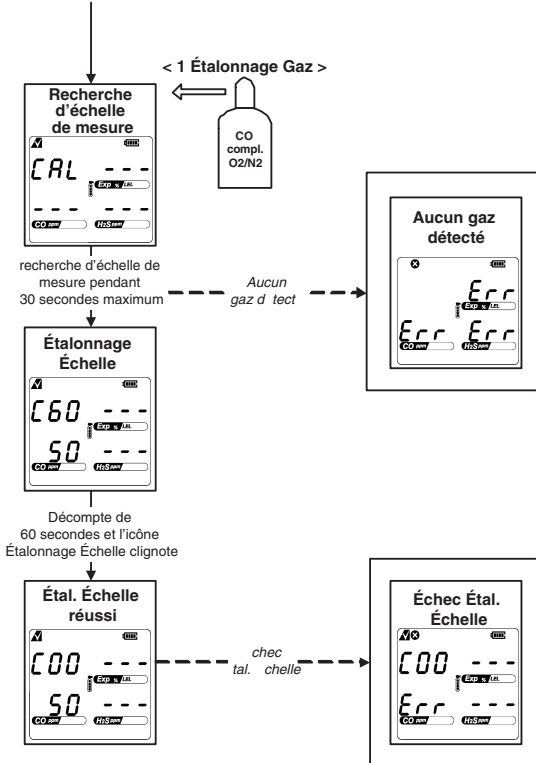 < 1 Étalonnage Gaz >
Recherche
d'échelle
de mesure
CAL - - -
Exp % LEL
- - - - - -
CO ppm H2S ppm
CO
compl.
O2/N2
recherche d'échelle de
mesure pendant
30 secondes maximum
Aucun
gaz d tect
Aucun gaz
détecté
Err
Exp % LEL
Err Err
CO ppm H2S ppm
Étalonnage
Échelle
C60 - - -
Exp % LEL
50 - - -
CO ppm H2S ppm
Décompte de
60 secondes et l'icône
Étalonnage Échelle clignote
Étal. Échelle
réussi
C00 - - -
Exp % LEL
50 - - -
CO ppm H2S ppm
chec
tal. chelle
Échec Étal.
Échelle
C00 - - -
Exp % LEL
Err - - -
CO ppm H2S ppm